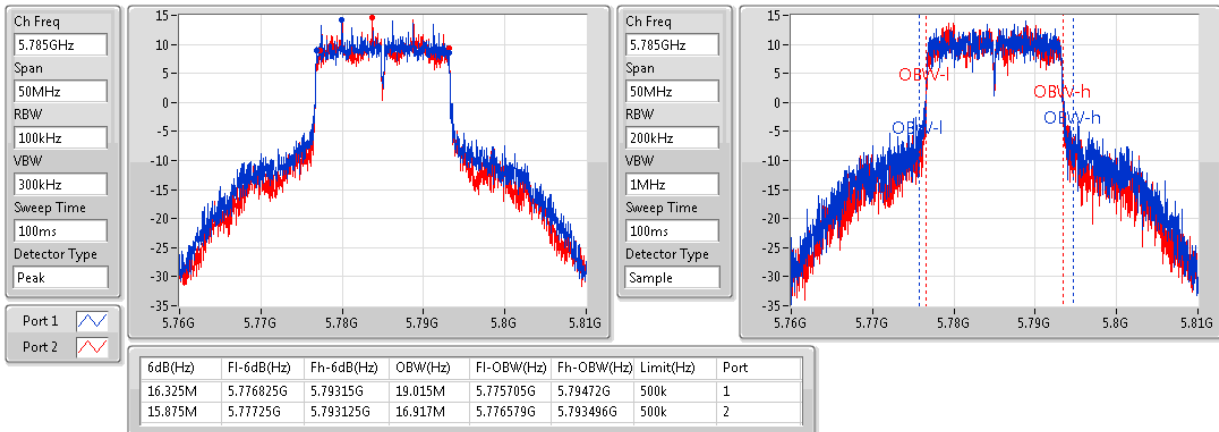 Ch Freq
5.785GHz
Span
50MHz
RBW
100kHz
VBW
300kHz
Sweep Time
100ms
Detector Type
Peak
Port 1
Port 2
15
10
5
0
-5
-10
-15
-20
-25
-30
-35
5.76G 5.77G 5.78G 5.79G 5.8G 5.81G
Ch Freq
5.785GHz
Span
50MHz
RBW
200kHz
VBW
1MHz
Sweep Time
100ms
Detector Type
Sample
15
10
5
0
-5
-10
-15
-20
-25
-30
-35
OBW-l
OBW-h
OBW-l
OBW-h
5.76G 5.77G 5.78G 5.79G 5.8G 5.81G
6dB(Hz) Fl-6dB(Hz) Fh-6dB(Hz) OBW(Hz) Fl-OBW(Hz) Fh-OBW(Hz) Limit(Hz) Port
16.325M 5.776825G 5.79315G 19.015M 5.775705G 5.79472G 500k 1
15.875M 5.77725G 5.793125G 16.917M 5.776579G 5.793496G 500k 2